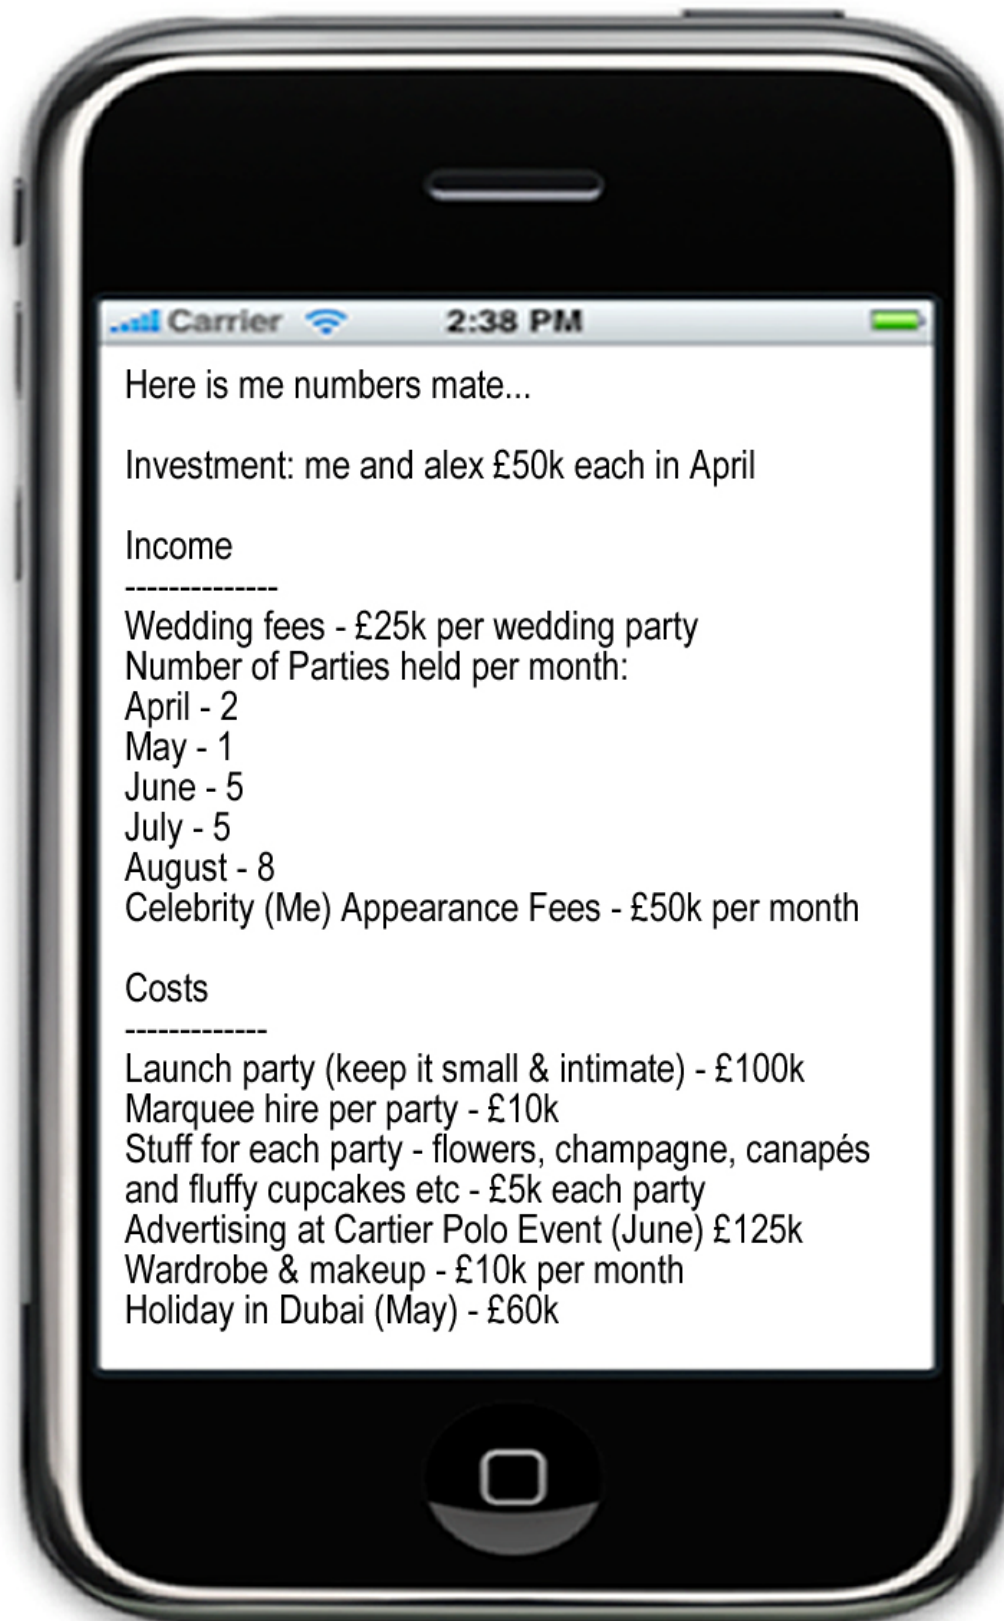 Carrier 2:38 PM
Here is me numbers mate...
Investment: me and alex £50k each in April
Income
--------------
Wedding fees - £25k per wedding party
Number of Parties held per month:
April - 2
May - 1
June - 5
July - 5
August - 8
Celebrity (Me) Appearance Fees - £50k per month
Costs
-------------
Launch party (keep it small & intimate) - £100k
Marquee hire per party - £10k
Stuff for each party - flowers, champagne, canapés
and fluffy cupcakes etc - £5k each party
Advertising at Cartier Polo Event (June) £125k
Wardrobe & makeup - £10k per month
Holiday in Dubai (May) - £60k